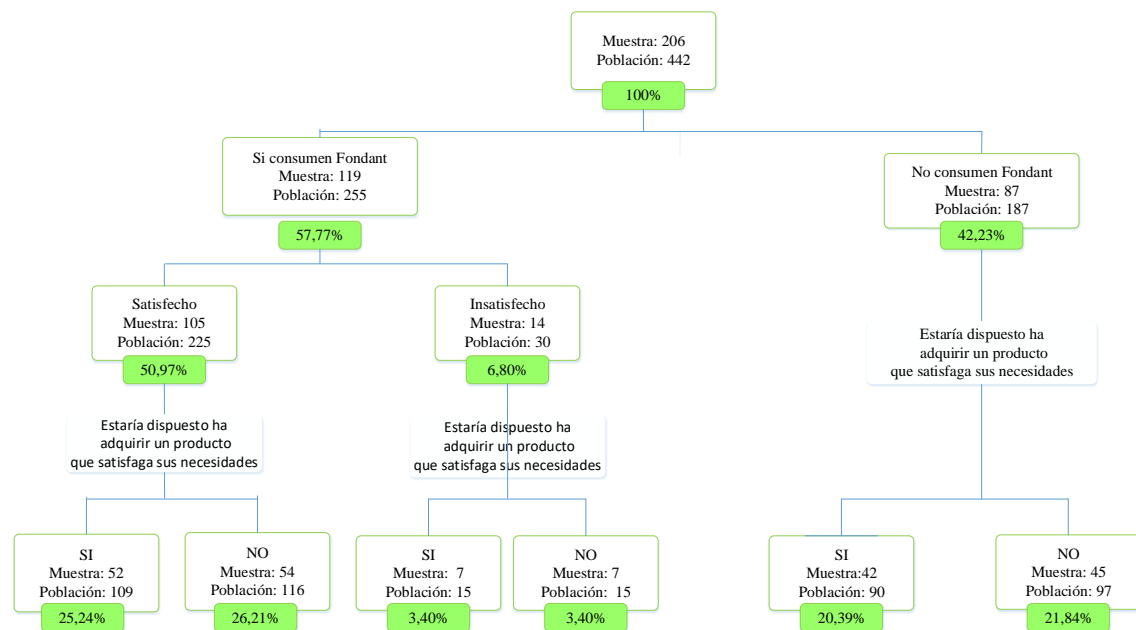 Muestra: 206
Población: 442
100%
Si consumen Fondant
Muestra: 119
Población: 255
57,77%
No consumen Fondant
Muestra: 87
Población: 187
42,23%
Satisfecho
Muestra: 105
Población: 225
50,97%
Insatisfecho
Muestra: 14
Población: 30
6,80%
Estaría dispuesto ha
adquirir un producto
que satisfaga sus necesidades
Estaría dispuesto ha
adquirir un producto
que satisfaga sus necesidades
Estaría dispuesto ha
adquirir un producto
que satisfaga sus necesidades
SI
Muestra: 52
Población: 109
25,24%
NO
Muestra: 54
Población: 116
26,21%
SI
Muestra: 7
Población: 15
3,40%
NO
Muestra: 7
Población: 15
3,40%
SI
Muestra:42
Población: 90
20,39%
NO
Muestra: 45
Población: 97
21,84%